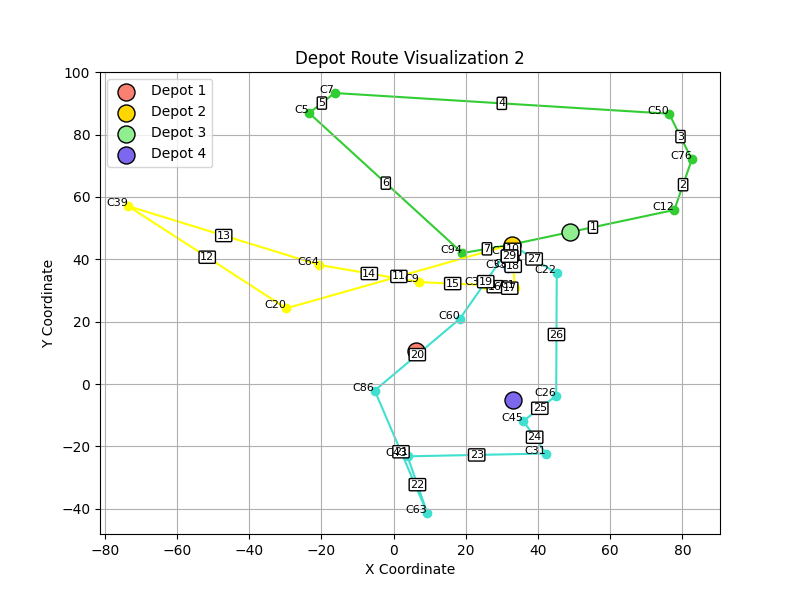 Depot Route Visualization 2
Depot 1
Depot 2
Depot 3
Depot 4
100
80
60
40
20
0
−20
−40
Y Coordinate
−80
−60
−40
−20
0
20
40
60
80
X Coordinate
C7
5
C5
4
C50
3
C76
2
C12
1
6
C39
13
12
C64
14
11
C9
C20
C94
7
10
29
18
27
C22
15
19
17
C60
20
26
C86
C26
25
C45
24
C31
23
22
C63